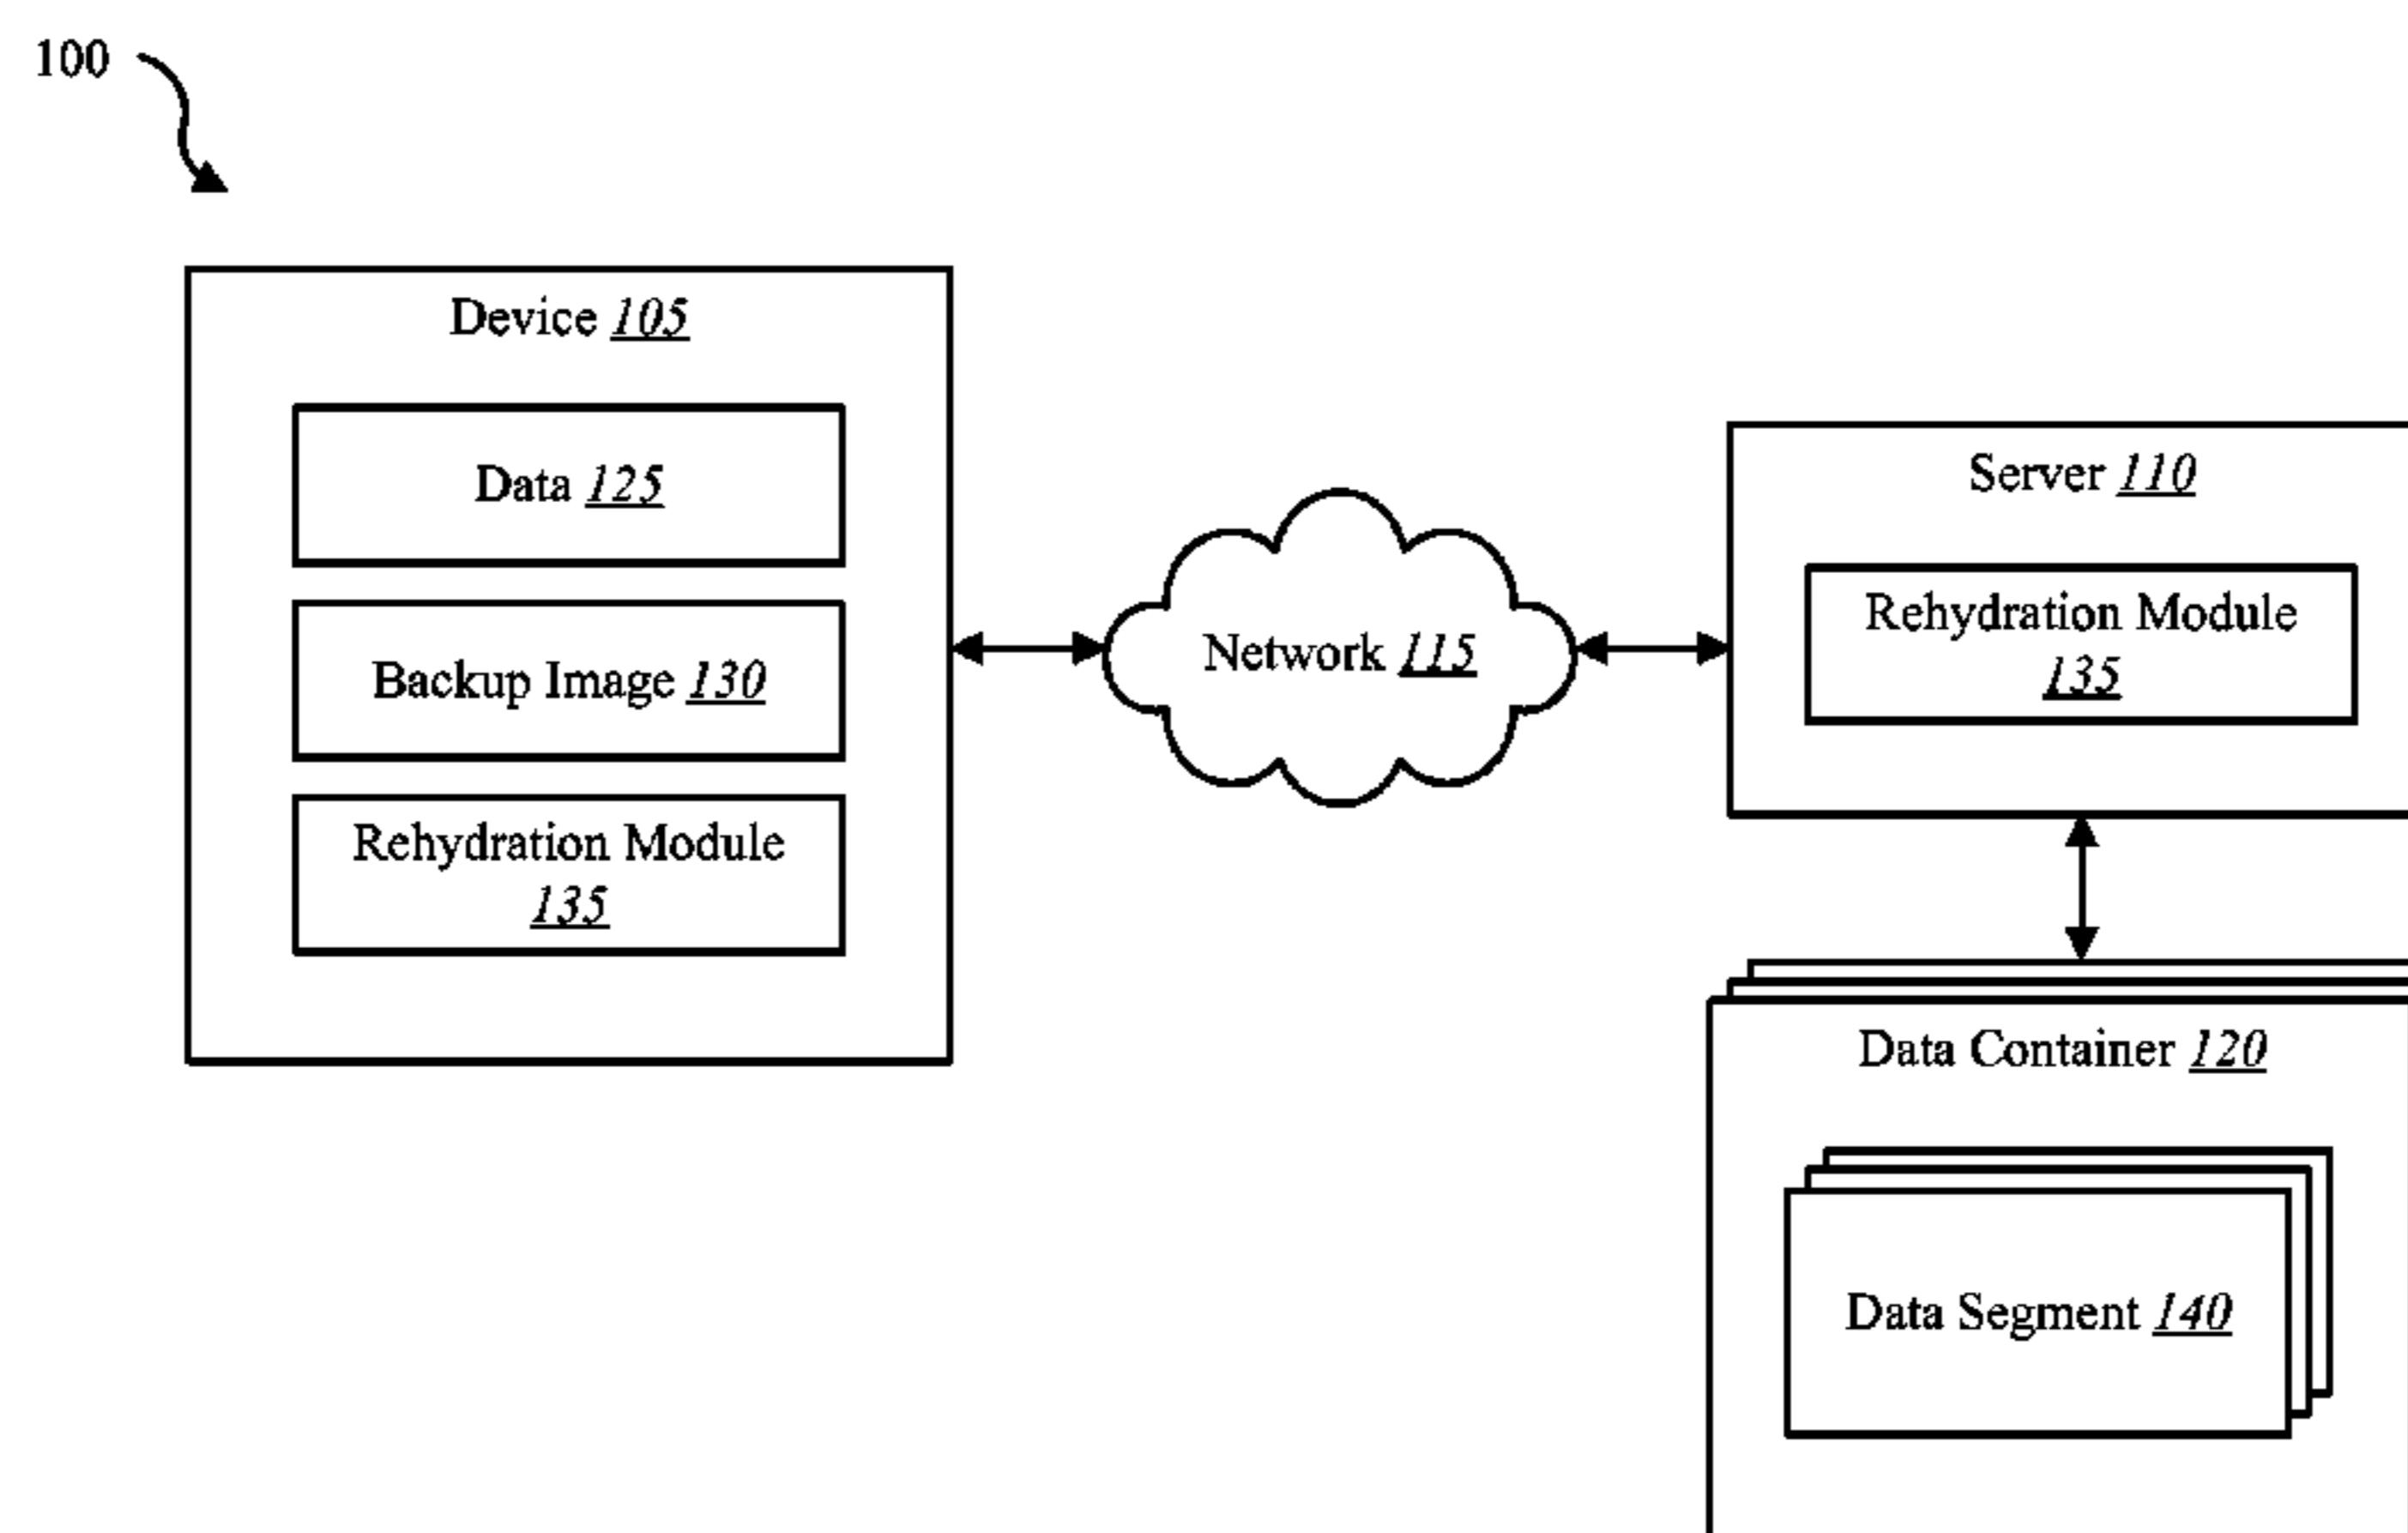 100
Device 105
Data 125
Backup Image 130
Rehydration Module
135
Network 115
Server 110
Rehydration Module
135
Data Container 120
Data Segment 140